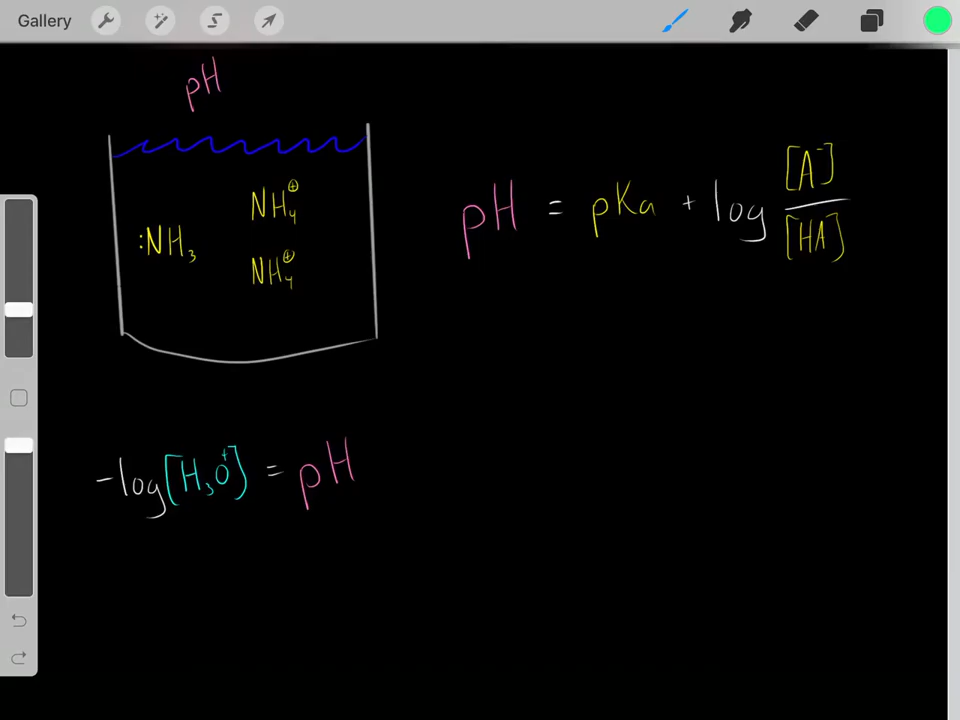 Gallery
pH
NH₄⊕
:NH₃
NH₄⊕
pH = pKa + log [A⁻]/[HA]
-log[H₃O⁺] = pH